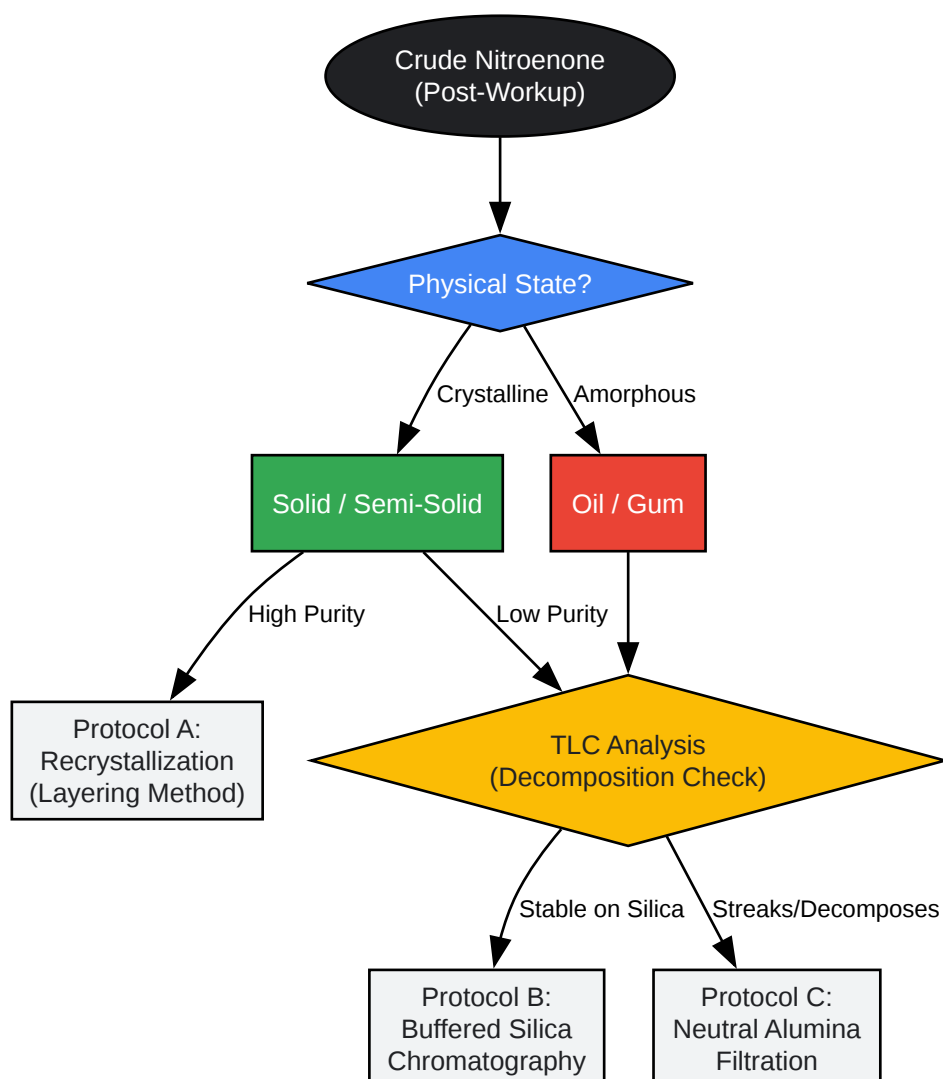 Crude Nitroenone
(Post-Workup)
Physical State?
Crystalline
Amorphous
Solid / Semi-Solid
Oil / Gum
High Purity
Low Purity
Protocol A:
Recrystallization
(Layering Method)
TLC Analysis
(Decomposition Check)
Stable on Silica
Streaks/Decomposes
Protocol B:
Buffered Silica
Chromatography
Protocol C:
Neutral Alumina
Filtration